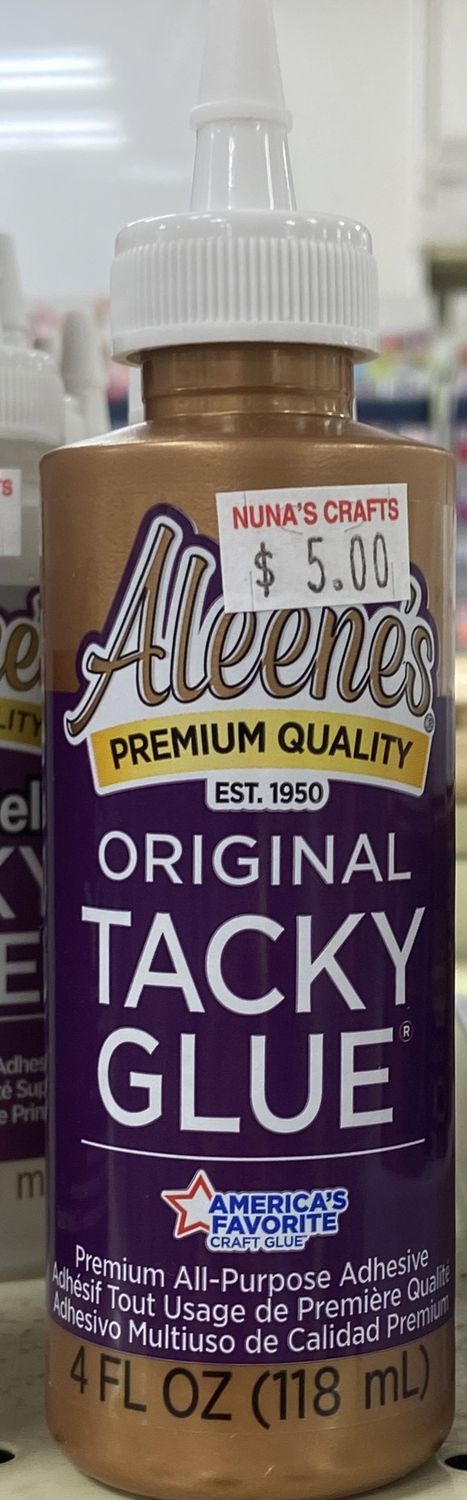 NUNA'S CRAFTS
$ 5.00
Aleene's®
PREMIUM QUALITY
EST. 1950
ORIGINAL
TACKY
GLUE®
AMERICA'S
FAVORITE
CRAFT GLUE
Premium All-Purpose Adhesive
Adhésif Tout Usage de Première Qualité
Adhesivo Multiuso de Calidad Premium
4 FL OZ (118 mL)